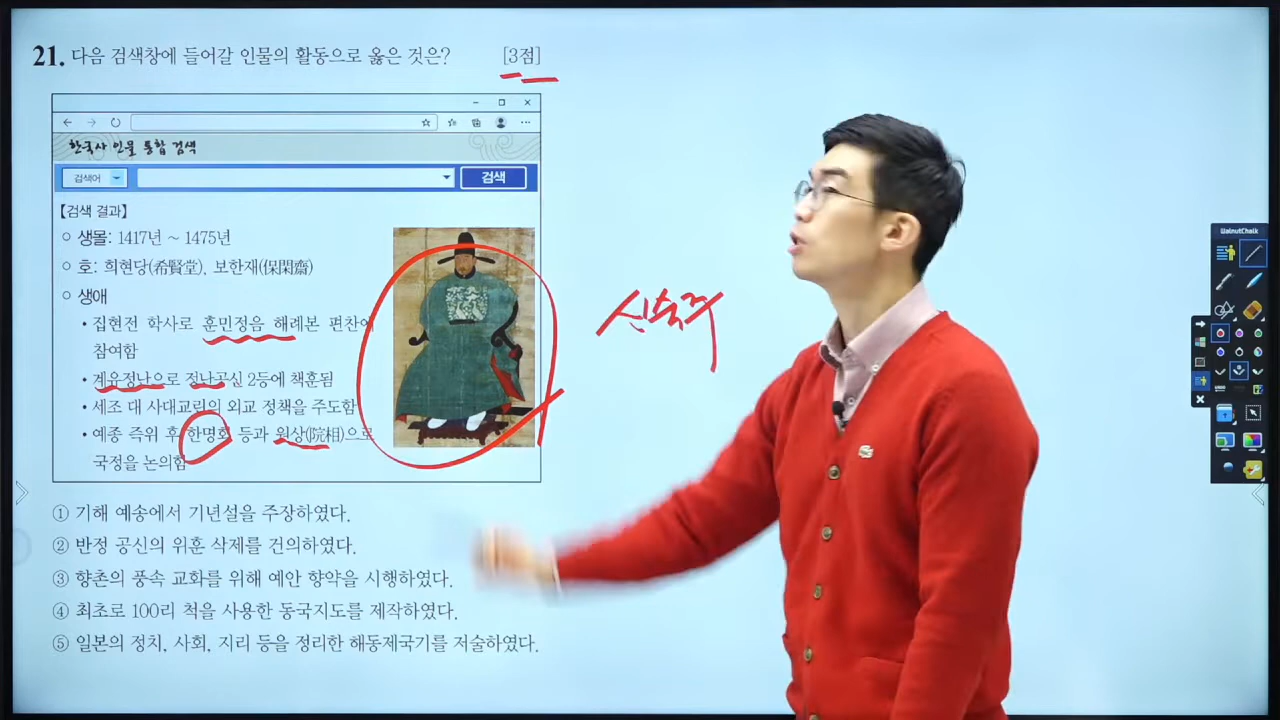 21. 다음 검색창에 들어갈 인물의 활동으로 옳은 것은? [3점]
한국사 인물 통합 검색
검색어 검색
【검색 결과】
○ 생몰: 1417년 ~ 1475년
○ 호: 희현당(希賢堂), 보한재(保閑齋)
○ 생애
• 집현전 학사로 훈민정음 해례본 편찬에
참여함
• 계유정난으로 정난공신 2등에 책훈됨
• 세조 대 사대교린의 외교 정책을 주도함
• 예종 즉위 후 한명회 등과 원상(院相)으로
국정을 논의함
신숙주
① 기해 예송에서 기년설을 주장하였다.
② 반정 공신의 위훈 삭제를 건의하였다.
③ 향촌의 풍속 교화를 위해 예안 향약을 시행하였다.
④ 최초로 100리 척을 사용한 동국지도를 제작하였다.
⑤ 일본의 정치, 사회, 지리 등을 정리한 해동제국기를 저술하였다.
WalnutChalk